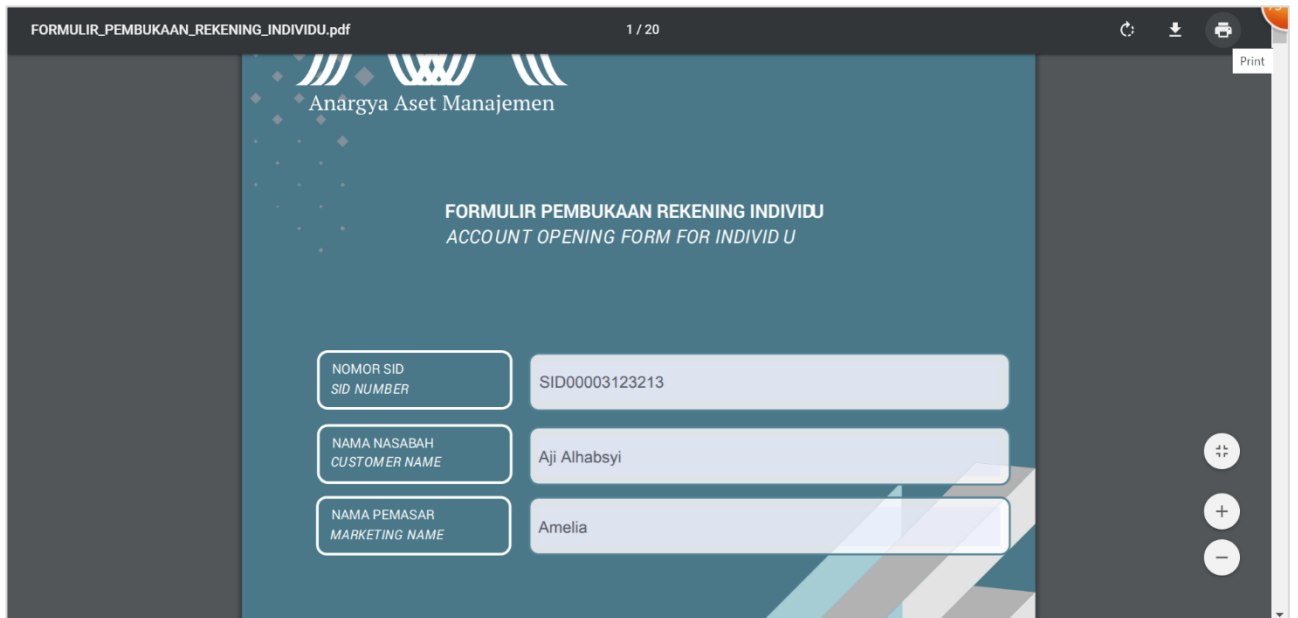 FORMULIR_PEMBUKAAN_REKENING_INDIVIDU.pdf
1 / 20
Print
Anargya Aset Manajemen
FORMULIR PEMBUKAAN REKENING INDIVIDU
ACCOUNT OPENING FORM FOR INDIVID U
NOMOR SID
SID NUMBER
SID00003123213
NAMA NASABAH
CUSTOMER NAME
Aji Alhabsyi
NAMA PEMASAR
MARKETING NAME
Amelia